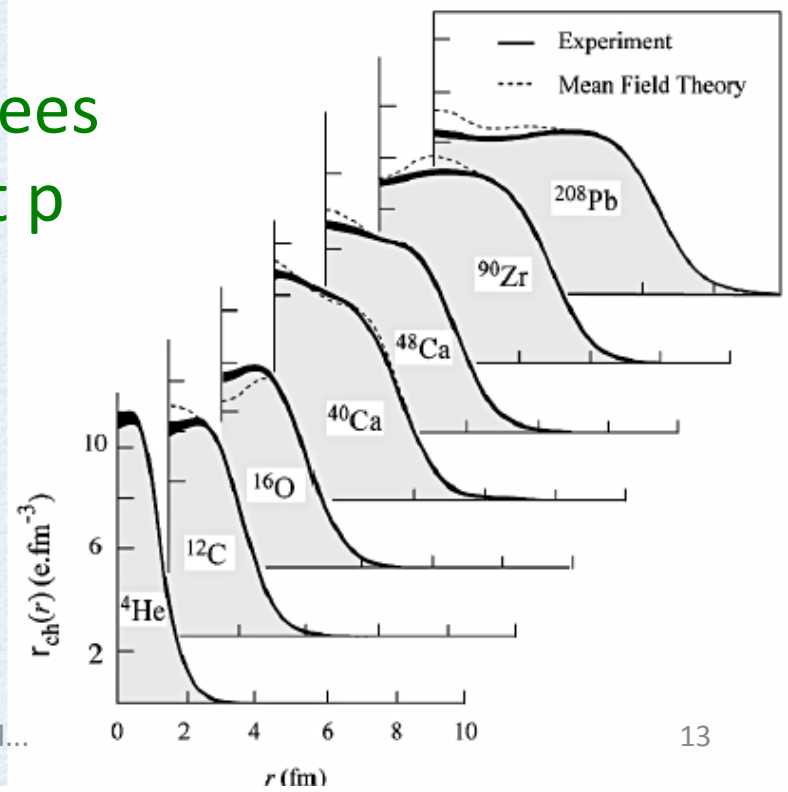 ees
t p
Experiment
Mean Field Theory
208Pb
90Zr
48Ca
40Ca
16O
12C
4He
10
6
2
rch(r) (e.fm-3)
0 2 4 6 8 10
r (fm)
13